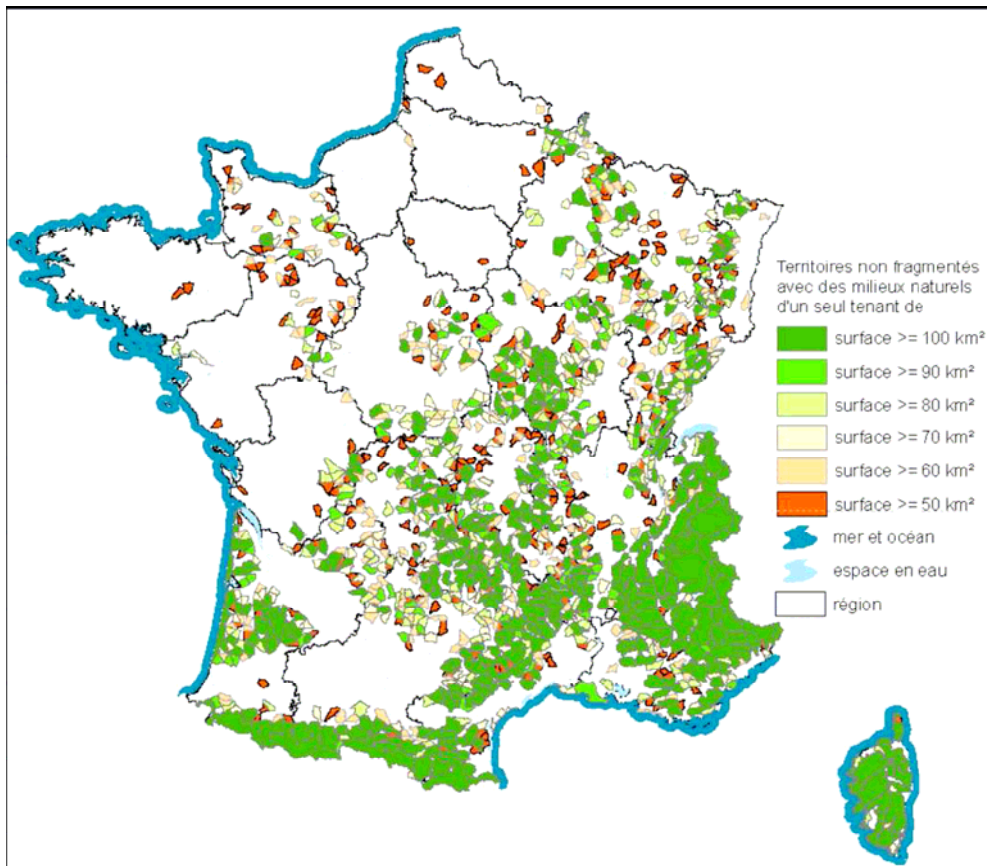 Territoires non fragmentés
avec des milieux naturels
d'un seul tenant de
surface >= 100 km²
surface >= 90 km²
surface >= 80 km²
surface >= 70 km²
surface >= 60 km²
surface >= 50 km²
mer et océan
espace en eau
région